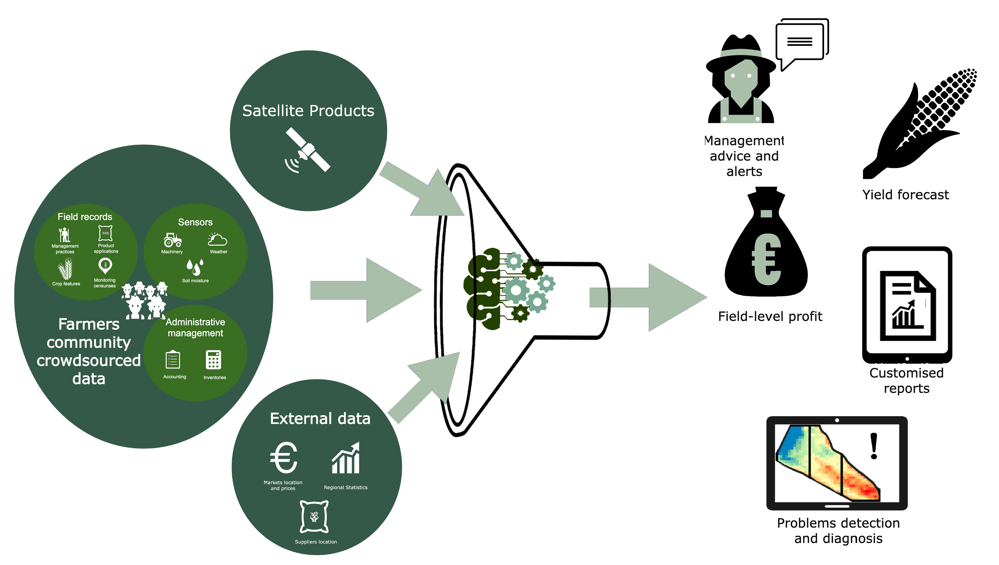 Satellite Products
Field records
Management
practices
3 KG
Product
applications
Crop features
Monitoring
censunses
Sensors
Machinery
Weather
Soil moisture
Farmers
community
crowdsourced
data
Administrative
management
Accounting
Inventories
External data
€
Markets location
and prices
Regional Statistics
Suppliers location
Management
advice and
alerts
Yield forecast
€
Field-level profit
Customised
reports
!
Problems detection
and diagnosis